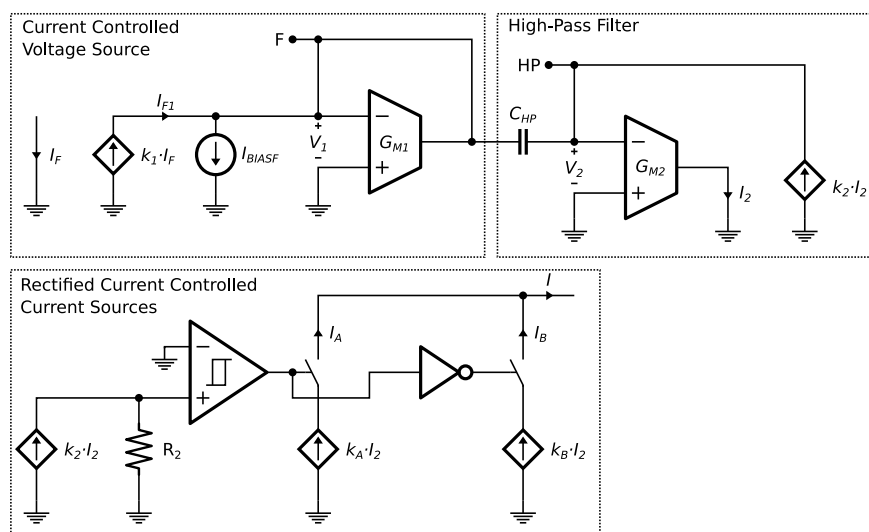 Current Controlled
Voltage Source
F
I_F1
I_F
k_1·I_F
I_BIASF
+
V_1
−
−
G_M1
+
High-Pass Filter
HP
C_HP
+
V_2
−
−
G_M2
+
I_2
k_2·I_2
Rectified Current Controlled
Current Sources
I
I_A
I_B
−
+
k_2·I_2
R_2
k_A·I_2
k_B·I_2